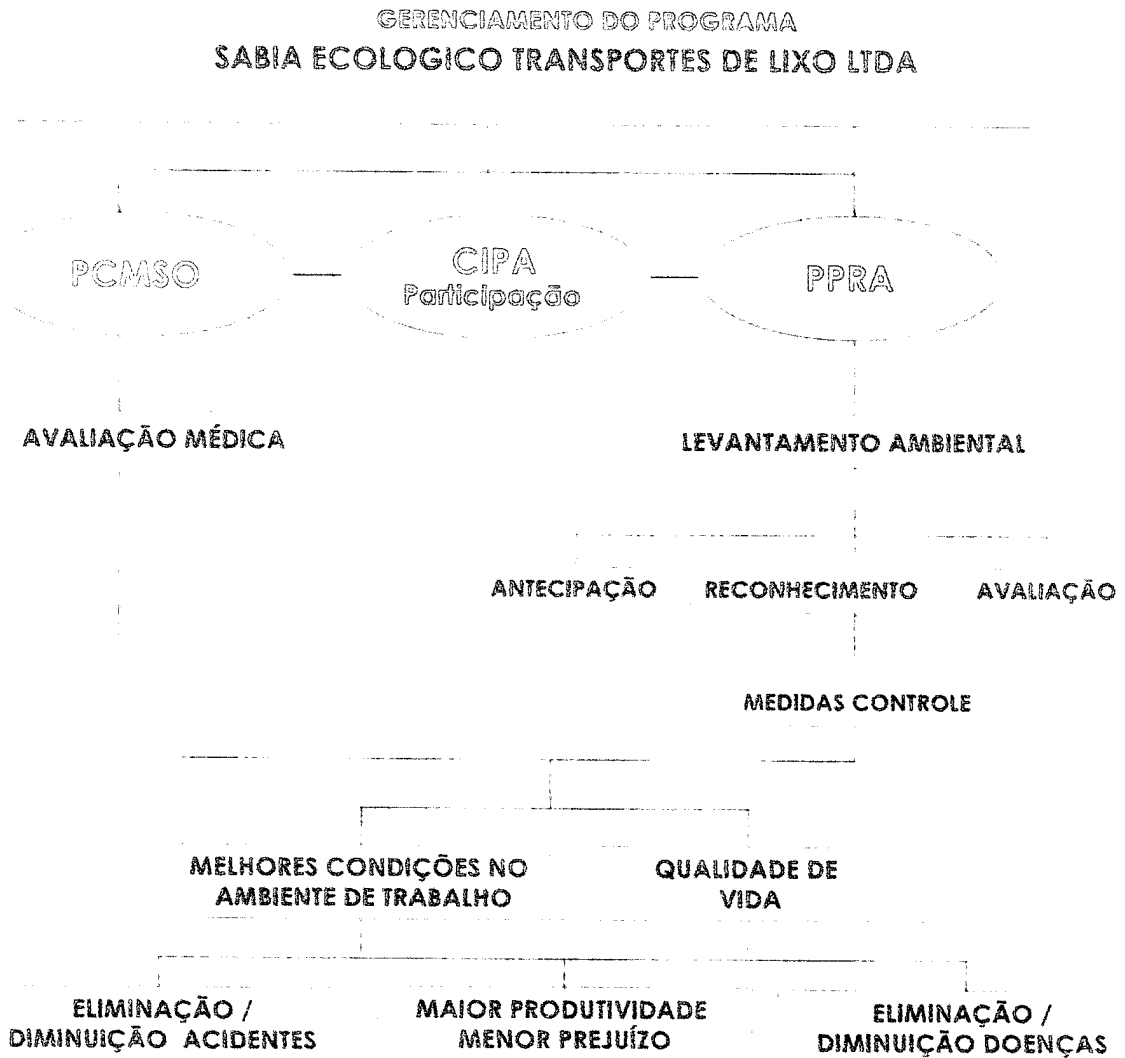 GERENCIAMENTO DO PROGRAMA
SABIA ECOLOGICO TRANSPORTES DE LIXO LTDA
PCMSO
CIPA
Participação
PPRA
AVALIAÇÃO MÉDICA
LEVANTAMENTO AMBIENTAL
ANTECIPAÇÃO
RECONHECIMENTO
AVALIAÇÃO
MEDIDAS CONTROLE
MELHORES CONDIÇÕES NO
AMBIENTE DE TRABALHO
QUALIDADE DE
VIDA
ELIMINAÇÃO /
DIMINUIÇÃO ACIDENTES
MAIOR PRODUTIVIDADE
MENOR PREJUÍZO
ELIMINAÇÃO /
DIMINUIÇÃO DOENÇAS